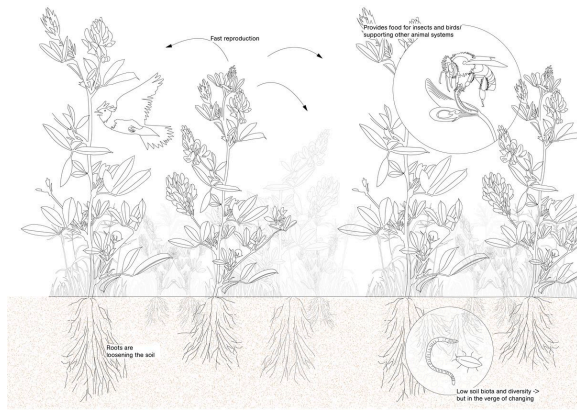 Fast reproduction
Provides food for insects and birds/
supporting other animal systems
Roots are
loosening the soil
Low soil biota and diversity ->
but in the verge of changing